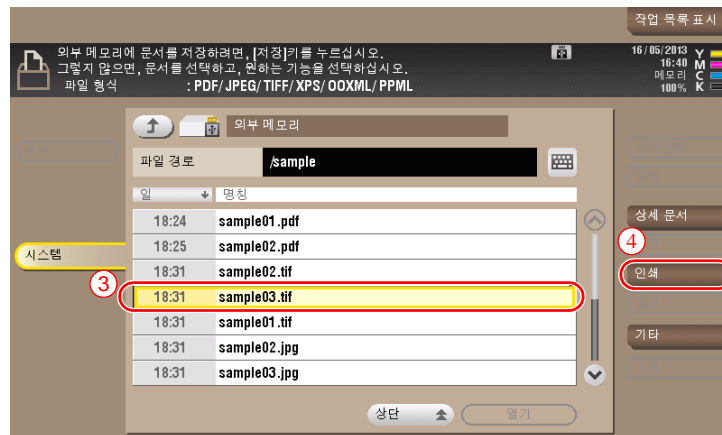 작업 목록 표시
외부 메모리에 문서를 저장하려면, [저장]키를 누르십시오.
그렇지 않으면, 문서를 선택하고, 원하는 기능을 선택하십시오.
파일 형식 : PDF/JPEG/TIFF/XPS/OOXML/PPML
16/05/2013
16:40
메모리
100%
Y
M
C
K
외부 메모리
파일 경로 /sample
일 명칭
18:24 sample01.pdf
18:25 sample02.pdf
18:31 sample02.tif
18:31 sample03.tif
18:31 sample01.tif
18:31 sample02.jpg
18:31 sample03.jpg
시스템
3
상세 문서
4
인쇄
기타
상단 열기